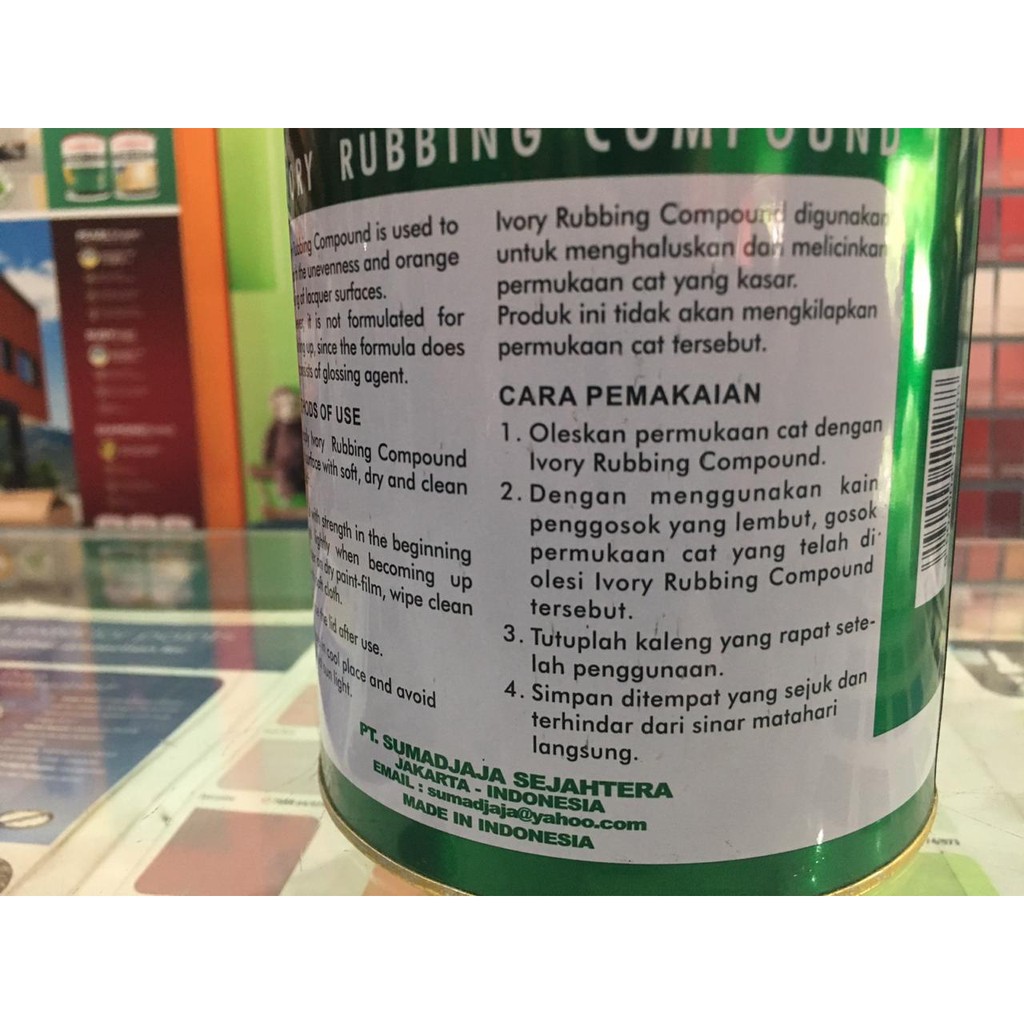 RUBBING COMPOUND
Compound is used to
the unevenness and orange
of lacquer surfaces.
it is not formulated for
up, since the formula does
of glossing agent.
OF USE
Ivory Rubbing Compound
with soft, dry and clean
with strength in the beginning
when becoming up
dry paint-film, wipe clean
cloth.
lid after use.
cool place and avoid
light.
Ivory Rubbing Compound digunakan
untuk menghaluskan dan melicinkan
permukaan cat yang kasar.
Produk ini tidak akan mengkilapkan
permukaan cat tersebut.
CARA PEMAKAIAN
1. Oleskan permukaan cat dengan
Ivory Rubbing Compound.
2. Dengan menggunakan kain
penggosok yang lembut, gosok
permukaan cat yang telah di-
olesi Ivory Rubbing Compound
tersebut.
3. Tutuplah kaleng yang rapat sete-
lah penggunaan.
4. Simpan ditempat yang sejuk dan
terhindar dari sinar matahari
langsung.
PT. SUMADJAJA SEJAHTERA
JAKARTA - INDONESIA
EMAIL : sumadjaja@yahoo.com
MADE IN INDONESIA